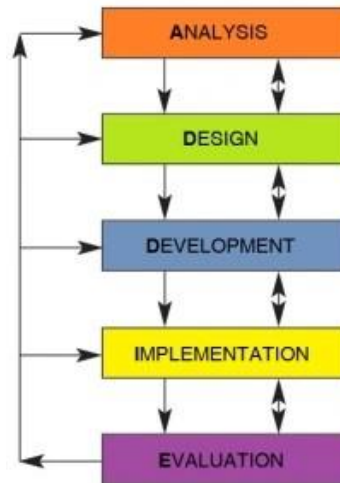 ANALYSIS
DESIGN
DEVELOPMENT
IMPLEMENTATION
EVALUATION